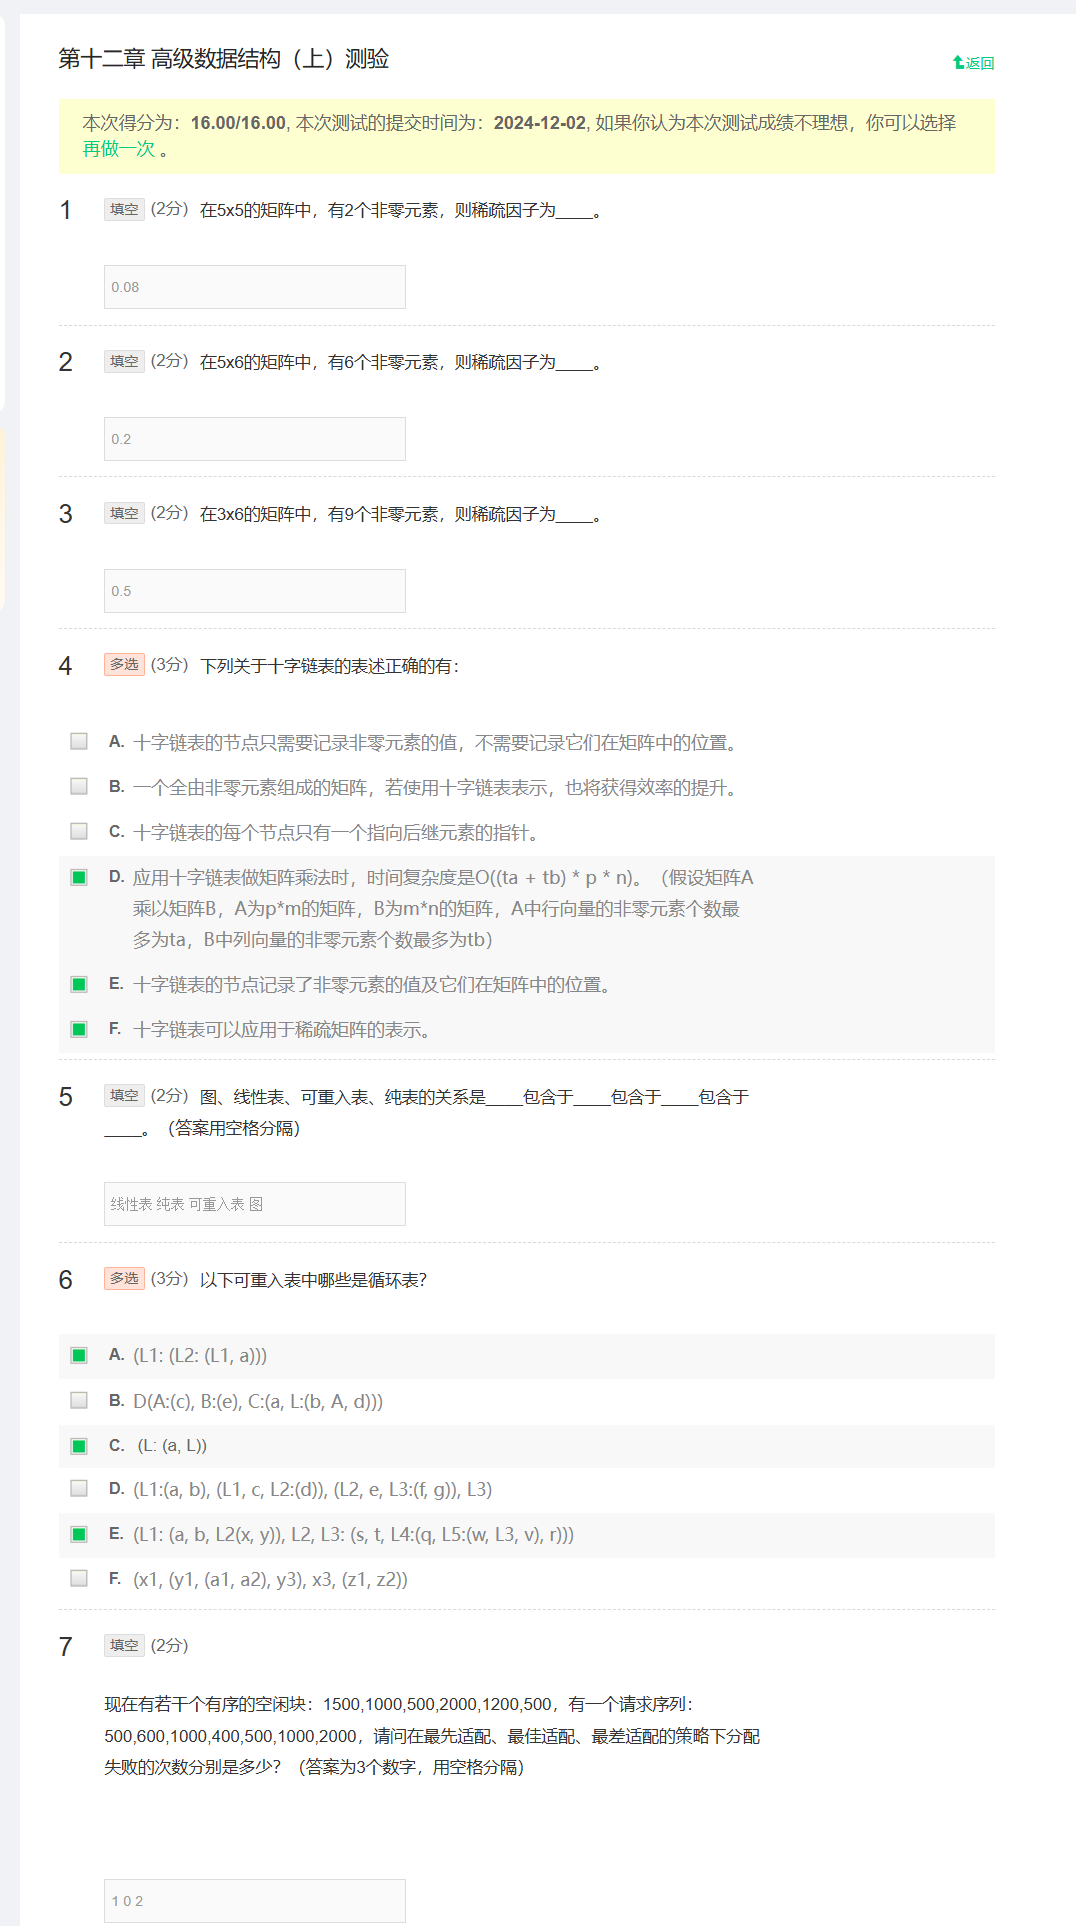 第十二章 高级数据结构（上）测验
返回
本次得分为：16.00/16.00, 本次测试的提交时间为：2024-12-02, 如果你认为本次测试成绩不理想，你可以选择
再做一次 。
1 填空 (2分) 在5x5的矩阵中，有2个非零元素，则稀疏因子为____。
0.08
2 填空 (2分) 在5x6的矩阵中，有6个非零元素，则稀疏因子为____。
0.2
3 填空 (2分) 在3x6的矩阵中，有9个非零元素，则稀疏因子为____。
0.5
4 多选 (3分) 下列关于十字链表的表述正确的有：
A. 十字链表的节点只需要记录非零元素的值，不需要记录它们在矩阵中的位置。
B. 一个全由非零元素组成的矩阵，若使用十字链表表示，也将获得效率的提升。
C. 十字链表的每个节点只有一个指向后继元素的指针。
D. 应用十字链表做矩阵乘法时，时间复杂度是O((ta + tb) * p * n)。（假设矩阵A
乘以矩阵B，A为p*m的矩阵，B为m*n的矩阵，A中行向量的非零元素个数最
多为ta，B中列向量的非零元素个数最多为tb）
E. 十字链表的节点记录了非零元素的值及它们在矩阵中的位置。
F. 十字链表可以应用于稀疏矩阵的表示。
5 填空 (2分) 图、线性表、可重入表、纯表的关系是____包含于____包含于____包含于
____。（答案用空格分隔）
线性表 纯表 可重入表 图
6 多选 (3分) 以下可重入表中哪些是循环表？
A. (L1: (L2: (L1, a)))
B. D(A:(c), B:(e), C:(a, L:(b, A, d)))
C. (L: (a, L))
D. (L1:(a, b), (L1, c, L2:(d)), (L2, e, L3:(f, g)), L3)
E. (L1: (a, b, L2(x, y)), L2, L3: (s, t, L4:(q, L5:(w, L3, v), r)))
F. (x1, (y1, (a1, a2), y3), x3, (z1, z2))
7 填空 (2分)
现在有若干个有序的空闲块：1500,1000,500,2000,1200,500，有一个请求序列：
500,600,1000,400,500,1000,2000，请问在最先适配、最佳适配、最差适配的策略下分配
失败的次数分别是多少？（答案为3个数字，用空格分隔）
1 0 2